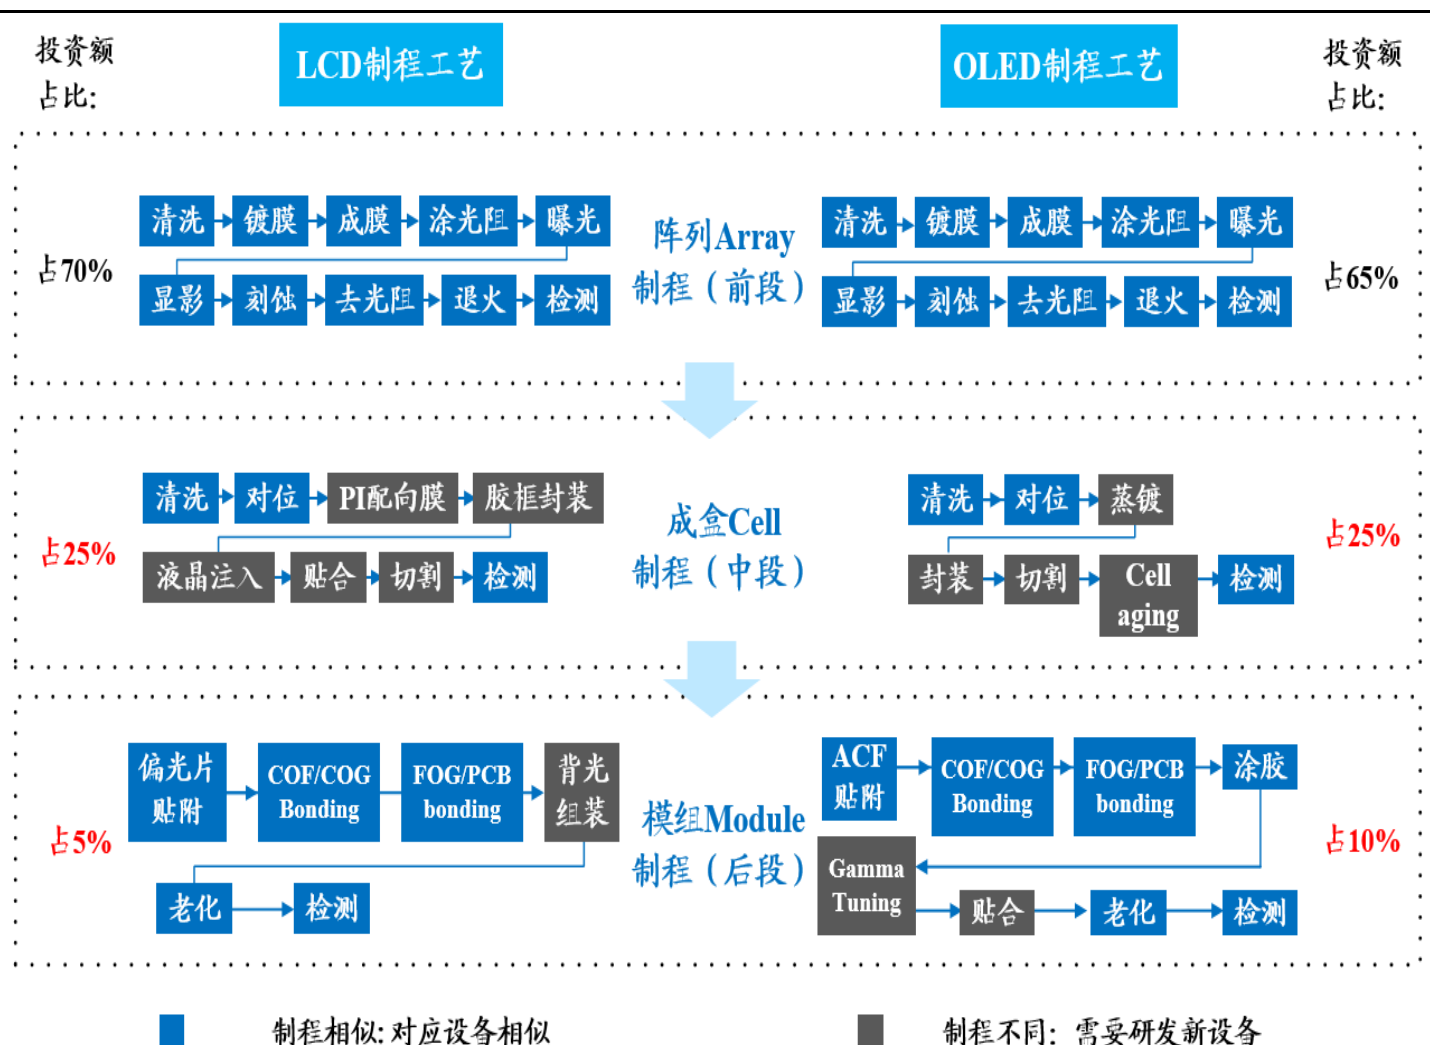 投资额
占比:
LCD制程工艺
OLED制程工艺
投资额
占比:
占70%
清洗
镀膜
成膜
涂光阻
曝光
显影
刻蚀
去光阻
退火
检测
阵列Array
制程（前段）
清洗
镀膜
成膜
涂光阻
曝光
显影
刻蚀
去光阻
退火
检测
占65%
占25%
清洗
对位
PI配向膜
胶框封装
液晶注入
贴合
切割
检测
成盒Cell
制程（中段）
清洗
对位
蒸镀
封装
切割
Cell
aging
检测
占25%
占5%
偏光片
贴附
COF/COG
Bonding
FOG/PCB
bonding
背光
组装
老化
检测
模组Module
制程（后段）
ACF
贴附
COF/COG
Bonding
FOG/PCB
bonding
涂胶
Gamma
Tuning
贴合
老化
检测
占10%
制程相似: 对应设备相似
制程不同：需要研发新设备